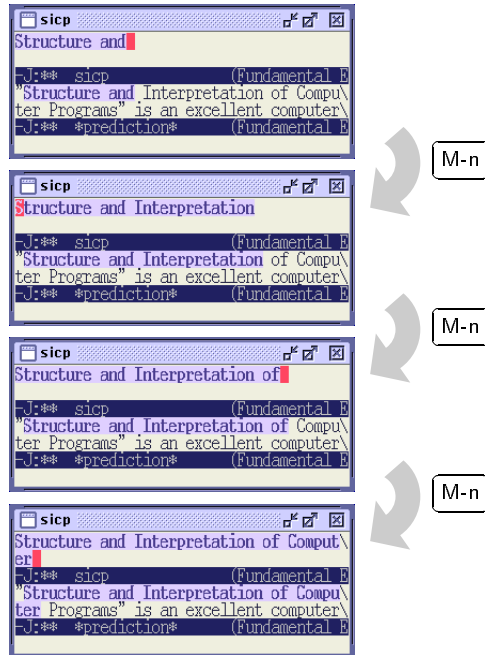 sicp
Structure and
-J:** sicp (Fundamental E
"Structure and Interpretation of Compu\
ter Programs" is an excellent computer\
-J:** *prediction* (Fundamental E
M-n
sicp
Structure and Interpretation
-J:** sicp (Fundamental E
"Structure and Interpretation of Compu\
ter Programs" is an excellent computer\
-J:** *prediction* (Fundamental E
M-n
sicp
Structure and Interpretation of
-J:** sicp (Fundamental E
"Structure and Interpretation of Compu\
ter Programs" is an excellent computer\
-J:** *prediction* (Fundamental E
M-n
sicp
Structure and Interpretation of Comput\
er
-J:** sicp (Fundamental E
"Structure and Interpretation of Compu\
ter Programs" is an excellent computer\
-J:** *prediction* (Fundamental E